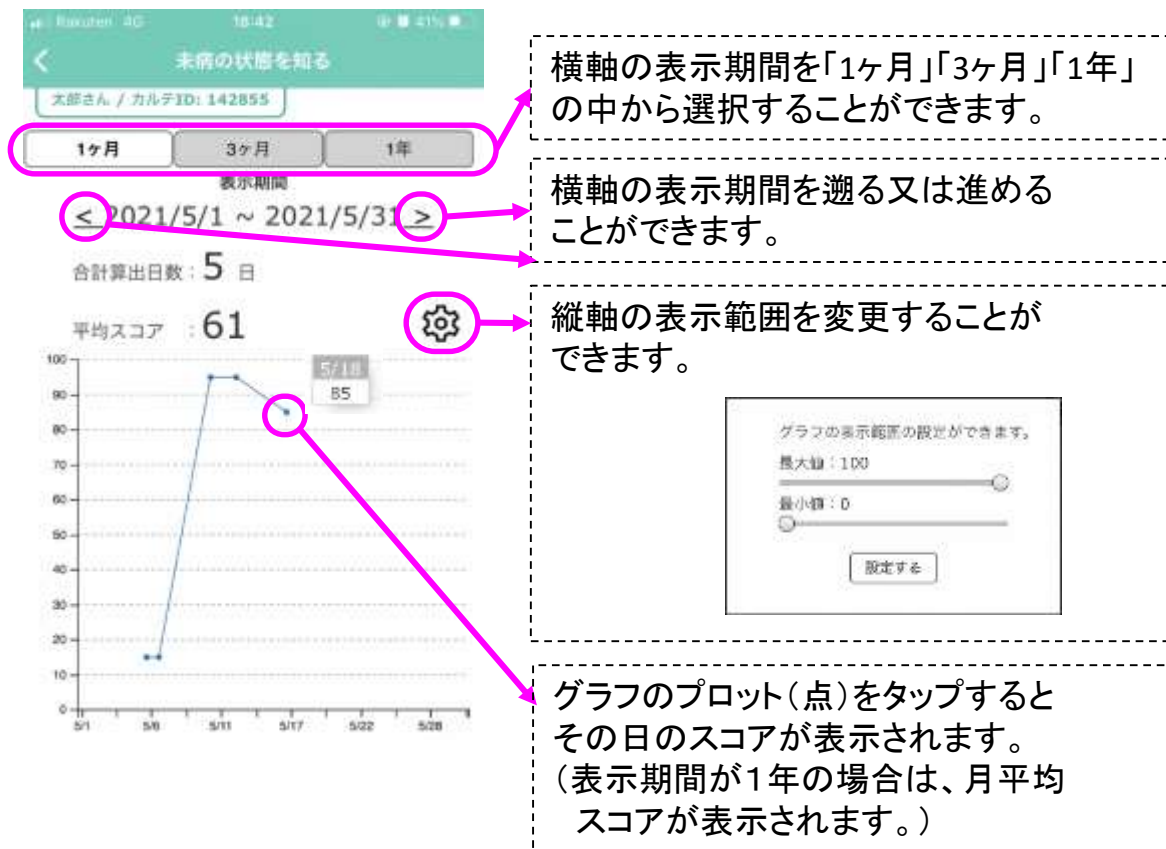 Rakuten 4G 18:42 41%
未病の状態を知る
太郎さん / カルテID: 142855
1ヶ月 3ヶ月 1年
表示期間
< 2021/5/1 ~ 2021/5/31 >
合計算出日数 : 5 日
平均スコア : 61
5/18
85
100
90
80
70
60
50
40
30
20
10
0
5/1 5/6 5/11 5/17 5/22 5/28
横軸の表示期間を「1ヶ月」「3ヶ月」「1年」
の中から選択することができます。
横軸の表示期間を遡る又は進める
ことができます。
縦軸の表示範囲を変更することが
できます。
グラフの表示範囲の設定ができます。
最大値：100
最小値：0
設定する
グラフのプロット（点）をタップすると
その日のスコアが表示されます。
（表示期間が１年の場合は、月平均
スコアが表示されます。）